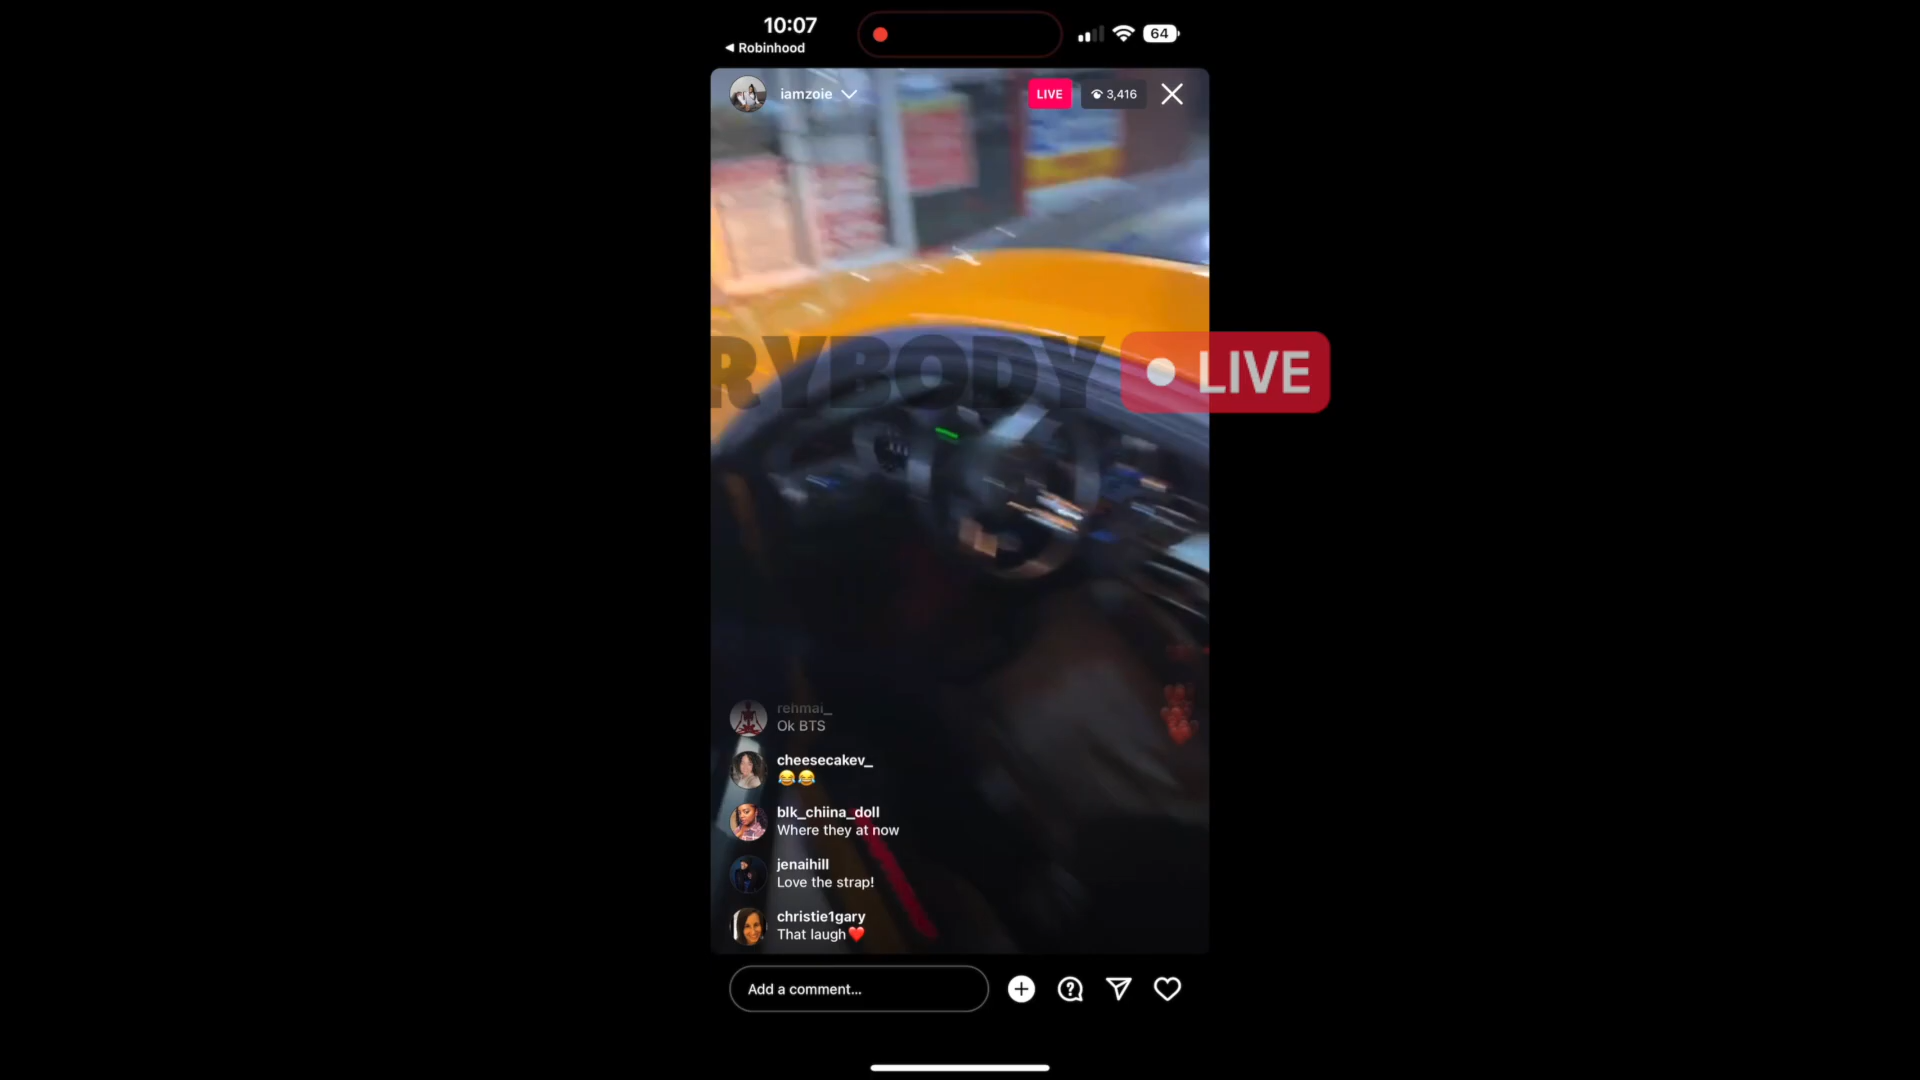 10:07
◀ Robinhood
64
iamzoie
LIVE
3,416
RYBODY
LIVE
rehmai_
Ok BTS
cheesecakev_
😂😂
blk_chiina_doll
Where they at now
jenaihill
Love the strap!
christie1gary
That laugh❤️
Add a comment...